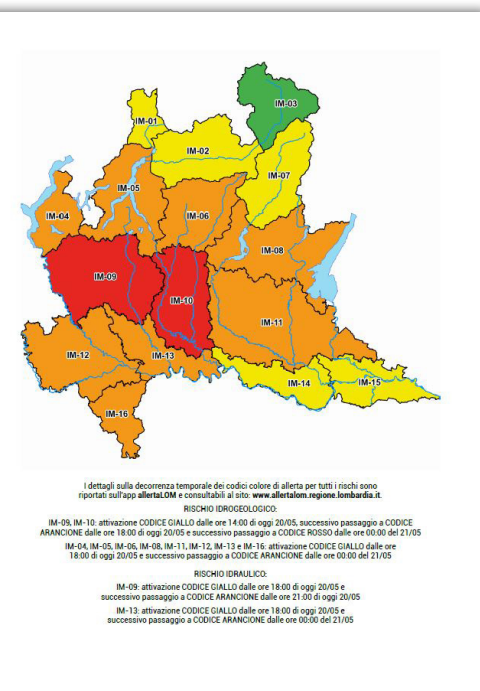 IM-03
IM-01
IM-02
IM-07
IM-05
IM-04
IM-06
IM-08
IM-09
IM-10
IM-11
IM-12
IM-13
IM-14
IM-15
IM-16
I dettagli sulla decorrenza temporale dei codici colore di allerta per tutti i rischi sono
riportati sull'app allertaLOM e consultabili al sito: www.allertalom.regione.lombardia.it.
RISCHIO IDROGEOLOGICO:
IM-09, IM-10: attivazione CODICE GIALLO dalle ore 14:00 di oggi 20/05, successivo passaggio a CODICE
ARANCIONE dalle ore 18:00 di oggi 20/05 e successivo passaggio a CODICE ROSSO dalle ore 00:00 del 21/05
IM-04, IM-05, IM-06, IM-08, IM-11, IM-12, IM-13 e IM-16: attivazione CODICE GIALLO dalle ore
18:00 di oggi 20/05 e successivo passaggio a CODICE ARANCIONE dalle ore 00:00 del 21/05
RISCHIO IDRAULICO:
IM-09: attivazione CODICE GIALLO dalle ore 18:00 di oggi 20/05 e
successivo passaggio a CODICE ARANCIONE dalle ore 21:00 di oggi 20/05
IM-13: attivazione CODICE GIALLO dalle ore 18:00 di oggi 20/05 e
successivo passaggio a CODICE ARANCIONE dalle ore 00:00 del 21/05